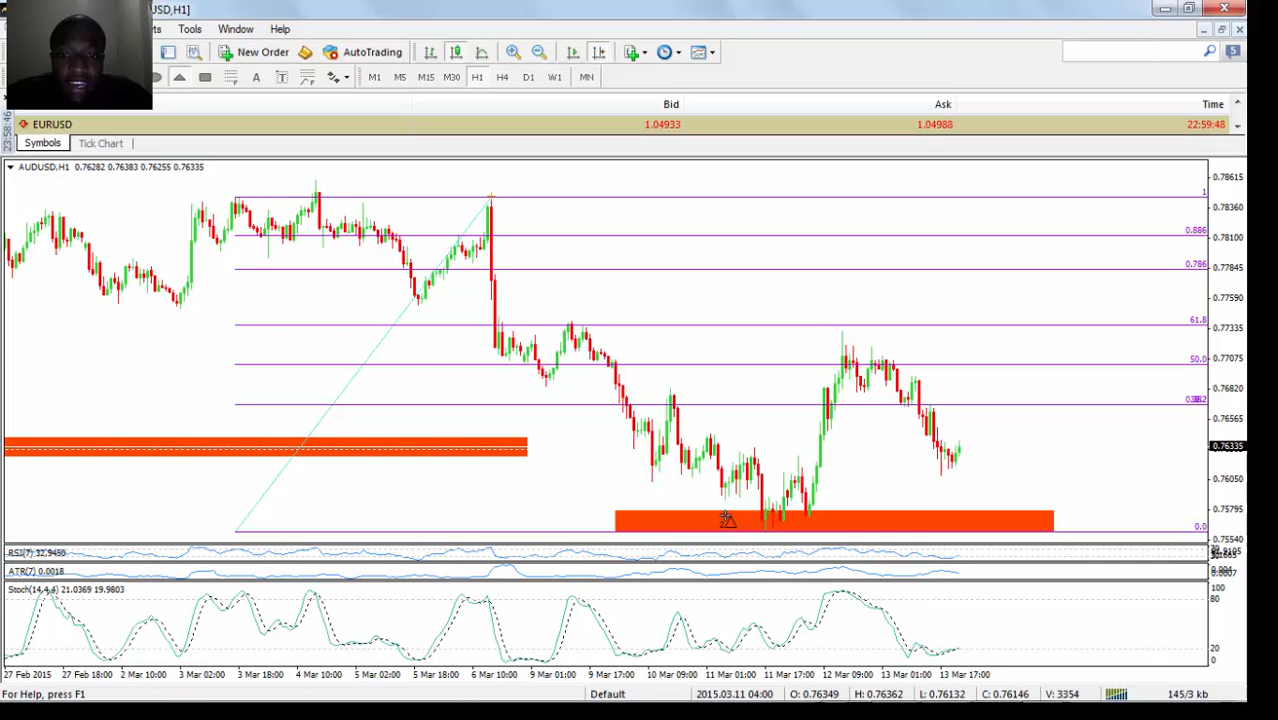 USD,H1]
ts Tools Window Help
New Order AutoTrading 5
A T M1 M5 M15 M30 H1 H4 D1 W1 MN
Bid Ask Time
EURUSD 1.04933 1.04988 22:59:48
23:58:46
Symbols Tick Chart
AUDUSD,H1 0.76282 0.76383 0.76255 0.76335
0.78615
1
0.78360
0.886
0.78100
0.786
0.77845
0.77590
61.8
0.77335
50.0
0.77075
0.76820
0.76565
0.76335
0.76050
0.75795
0.0
0.75540
RSI(7) 32.9450
ATR(7) 0.0018
0.0007
Stoch(14,4,4) 21.0369 19.9803
100
80
20
0
27 Feb 2015 27 Feb 18:00 2 Mar 10:00 3 Mar 02:00 3 Mar 18:00 4 Mar 10:00 5 Mar 02:00 5 Mar 18:00 6 Mar 10:00 9 Mar 01:00 9 Mar 17:00 10 Mar 09:00 11 Mar 01:00 11 Mar 17:00 12 Mar 09:00 13 Mar 01:00 13 Mar 17:00
For Help, press F1 Default 2015.03.11 04:00 O: 0.76349 H: 0.76362 L: 0.76132 C: 0.76146 V: 3354 145/3 kb